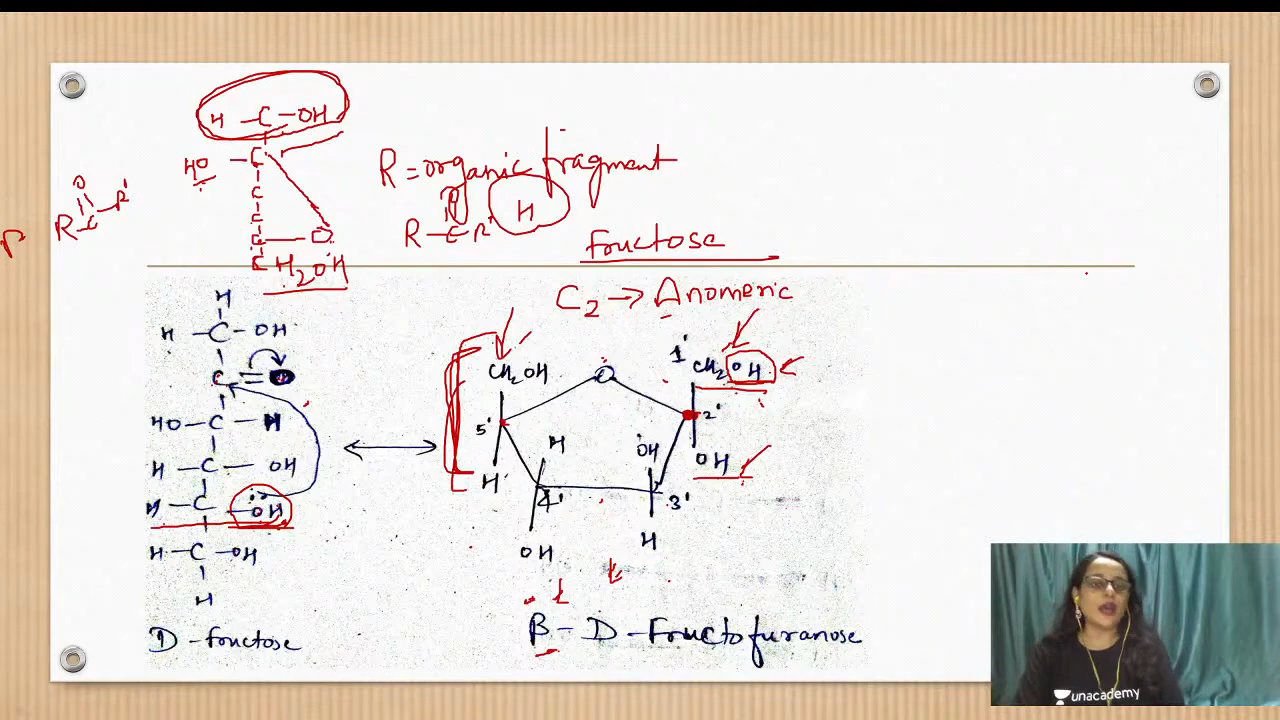 H - C - OH
HO - C
C
C
C - O
CH2OH
O
R - C - R'
R = organic fragment
O
R - C R' H
fructose
C2 → Anomeric
H
H - C - OH
C = O
HO - C - H
H - C - OH
H - C - OH
H - C - OH
H
D - fructose
CH2OH
O
1'
CH2OH
5'
2'
H
OH
OH
H
4'
3'
OH
H
β - D - Fructofuranose
unacademy